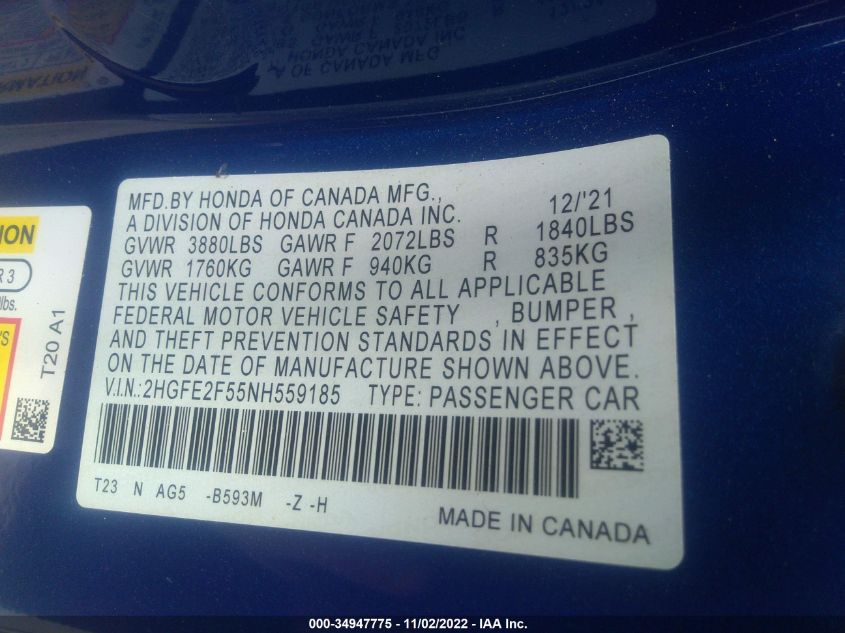 MFD.BY HONDA OF CANADA MFG.,
A DIVISION OF HONDA CANADA INC. 12/'21
GVWR 3880LBS GAWR F 2072LBS R 1840LBS
GVWR 1760KG GAWR F 940KG R 835KG
THIS VEHICLE CONFORMS TO ALL APPLICABLE
FEDERAL MOTOR VEHICLE SAFETY , BUMPER ,
AND THEFT PREVENTION STANDARDS IN EFFECT
ON THE DATE OF MANUFACTURE SHOWN ABOVE.
V.I.N.:2HGFE2F55NH559185 TYPE: PASSENGER CAR
T23 N AG5 -B593M -Z -H
MADE IN CANADA
ION
R 3
lbs.
'S
T20 A1
000-34947775 - 11/02/2022 - IAA Inc.